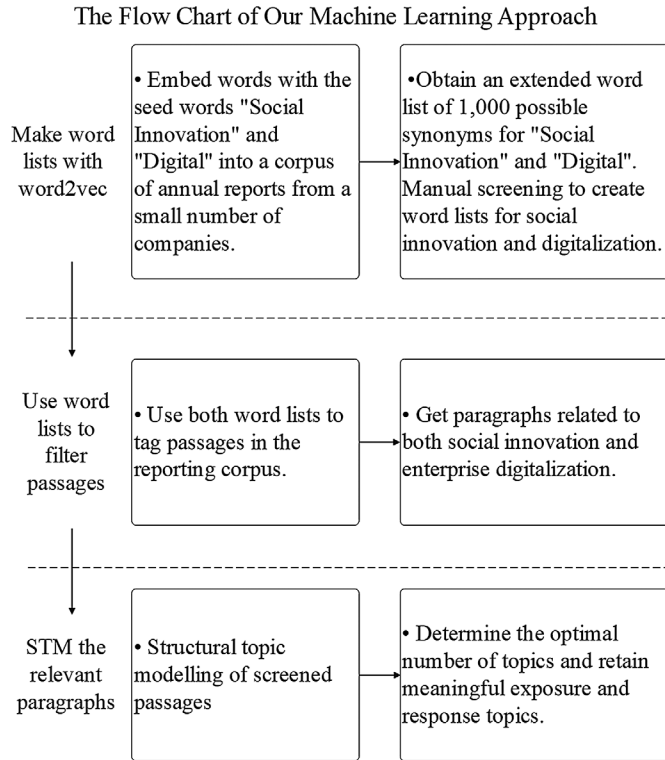 The Flow Chart of Our Machine Learning Approach
Make word
lists with
word2vec
• Embed words with the
seed words "Social
Innovation" and
"Digital" into a corpus
of annual reports from a
small number of
companies.
•Obtain an extended word
list of 1,000 possible
synonyms for "Social
Innovation" and "Digital".
Manual screening to create
word lists for social
innovation and digitalization.
Use word
lists to
filter
passages
• Use both word lists to
tag passages in the
reporting corpus.
• Get paragraphs related to
both social innovation and
enterprise digitalization.
STM the
relevant
paragraphs
• Structural topic
modelling of screened
passages
• Determine the optimal
number of topics and retain
meaningful exposure and
response topics.